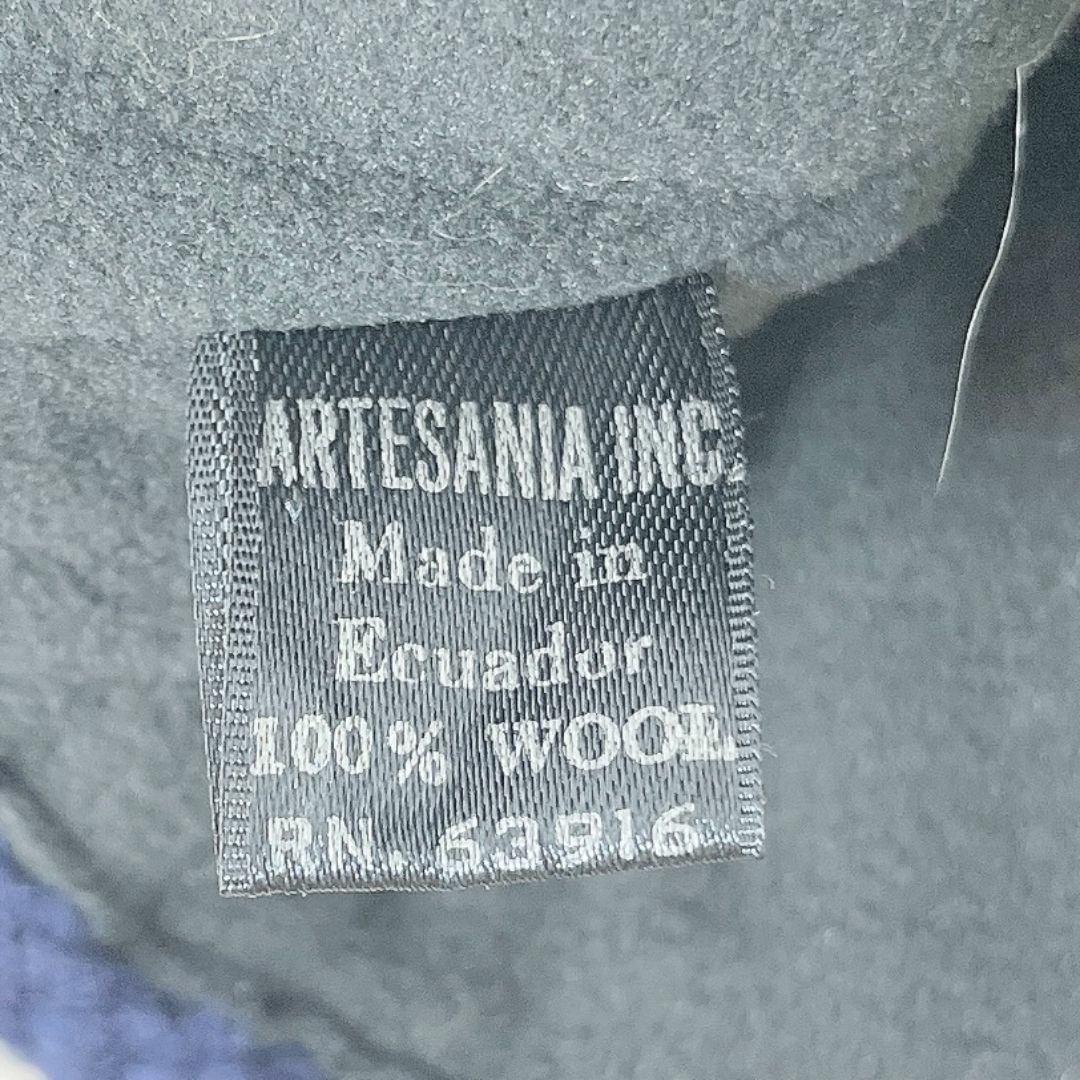 ARTESANIA INC.
Made in
Ecuador
100% WOOL
RN. 63916